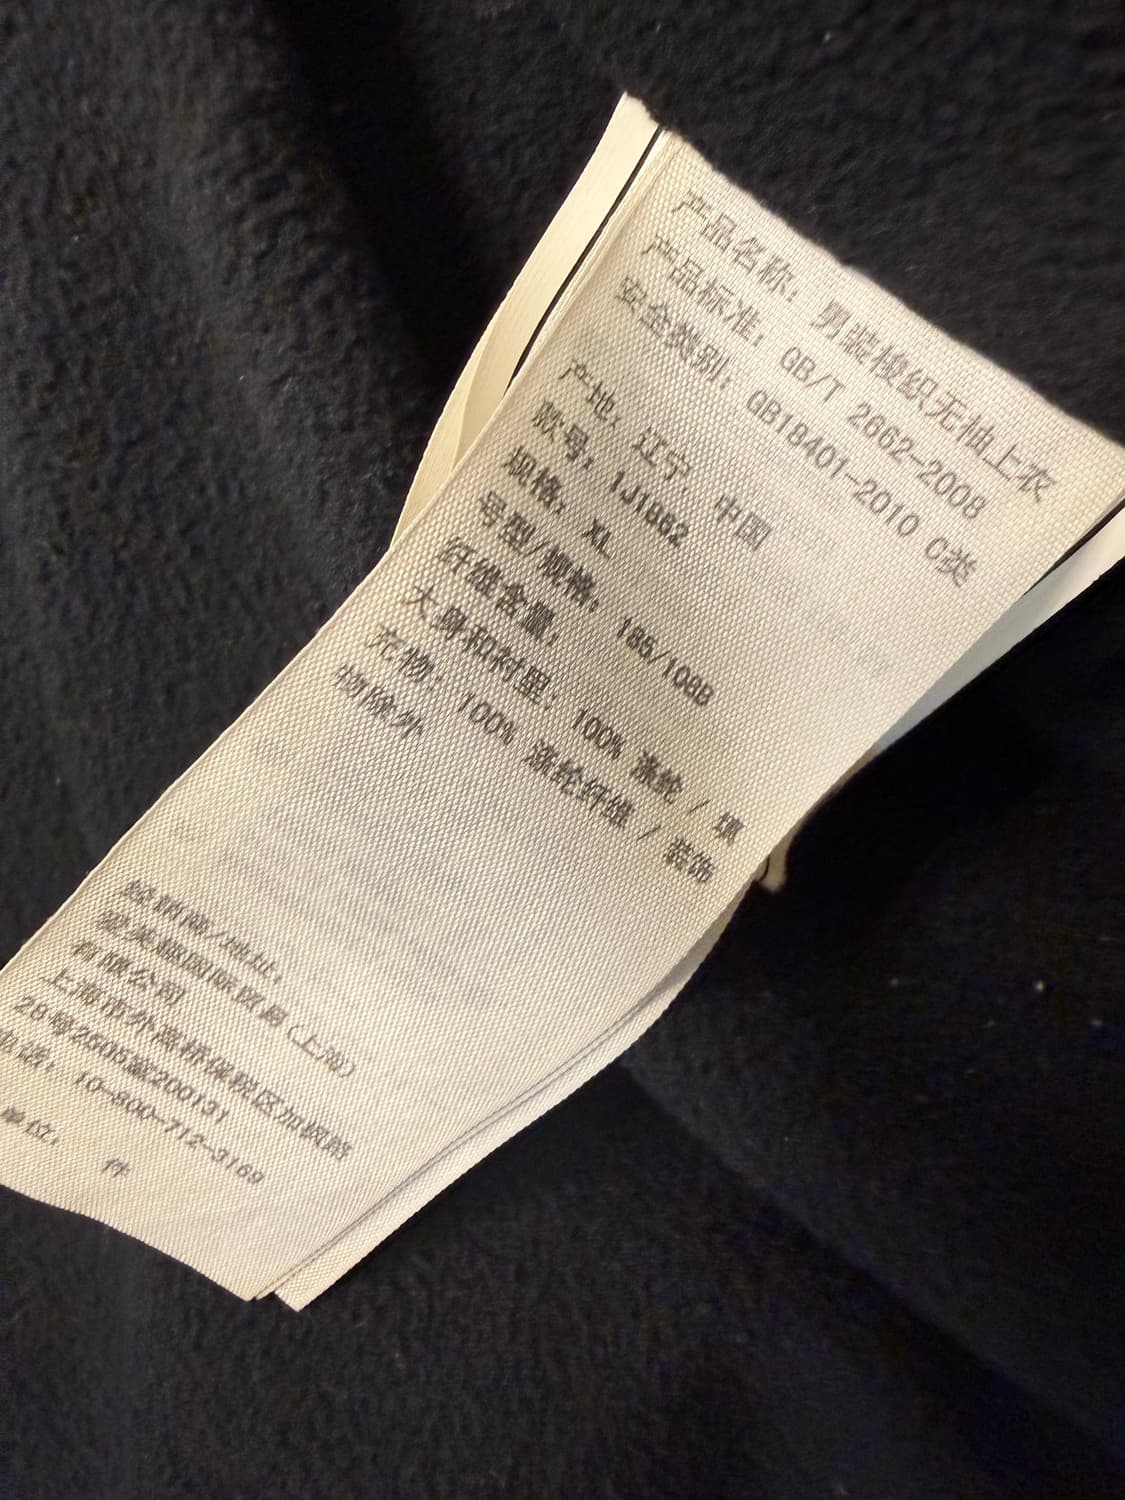 产品名称： 男装梭织无袖上衣
产品标准： GB/T 2662-2008
安全类别： GB18401-2010 C类
产地： 辽宁，中国
款号： 1J1862
规格： XL
号型/规格： 185/108B
纤维含量：
大身和衬里： 100% 涤纶 / 填
充物： 100% 涤纶纤维 / 装饰
物除外
经销商/地址：
国际贸易(上海)
有限公司
上海市外高桥保税区加枫路
26号2505室200131
电话： 10-800-712-3169
单位： 件